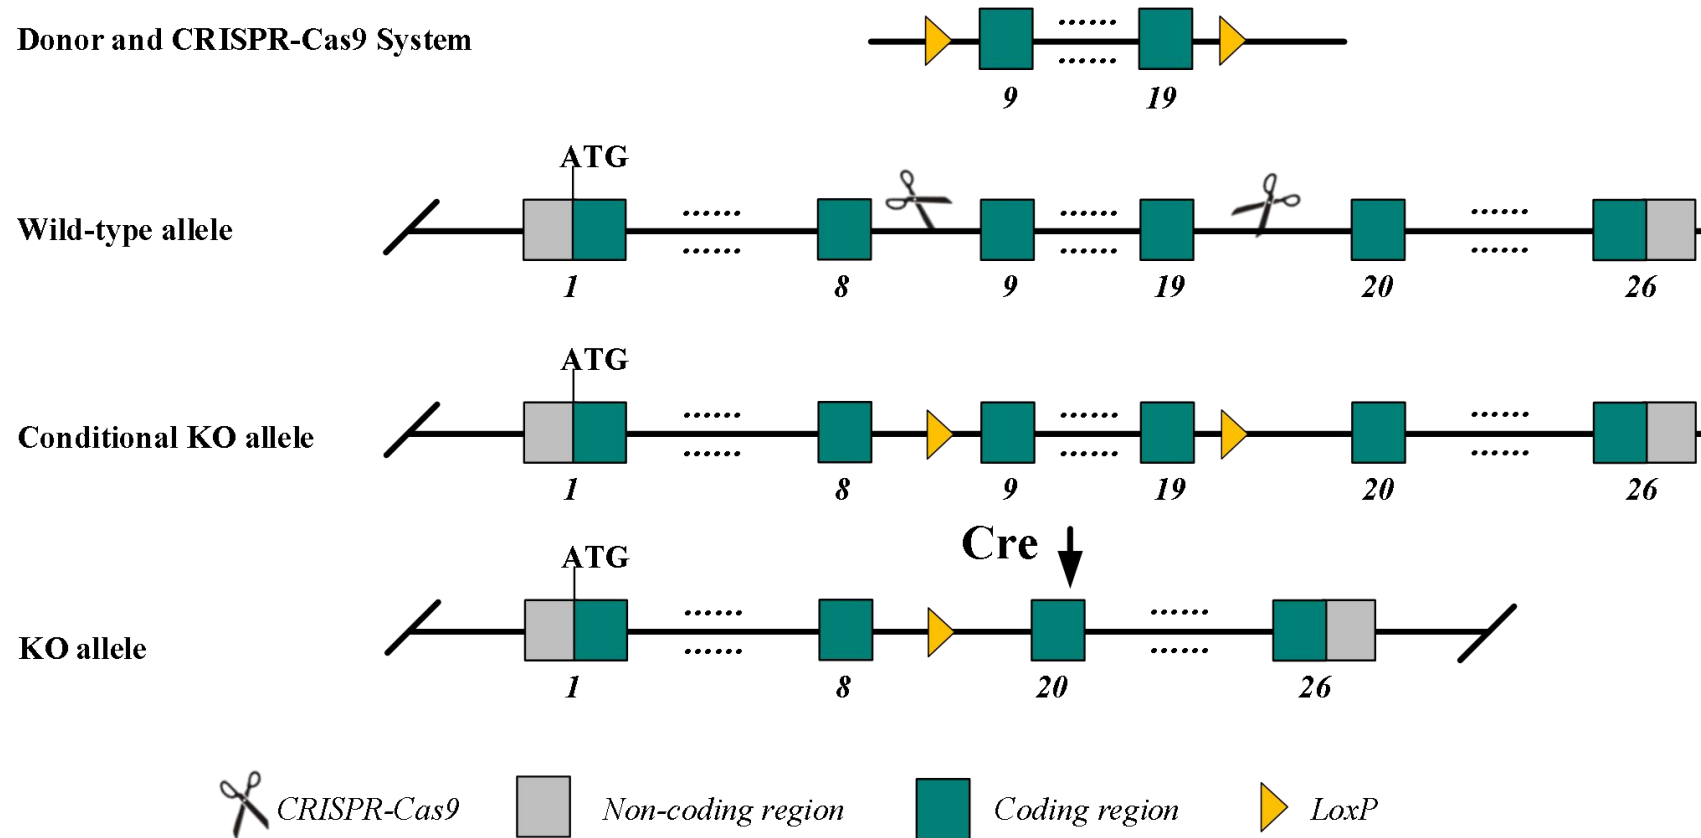 Donor and CRISPR-Cas9 System
......
......
9 19
ATG
Wild-type allele
...... ...... ......
...... ...... ......
1 8 9 19 20 26
ATG
Conditional KO allele
...... ...... ......
...... ...... ......
1 8 9 19 20 26
Cre
ATG
KO allele
...... ......
...... ......
1 8 20 26
CRISPR-Cas9 Non-coding region Coding region LoxP